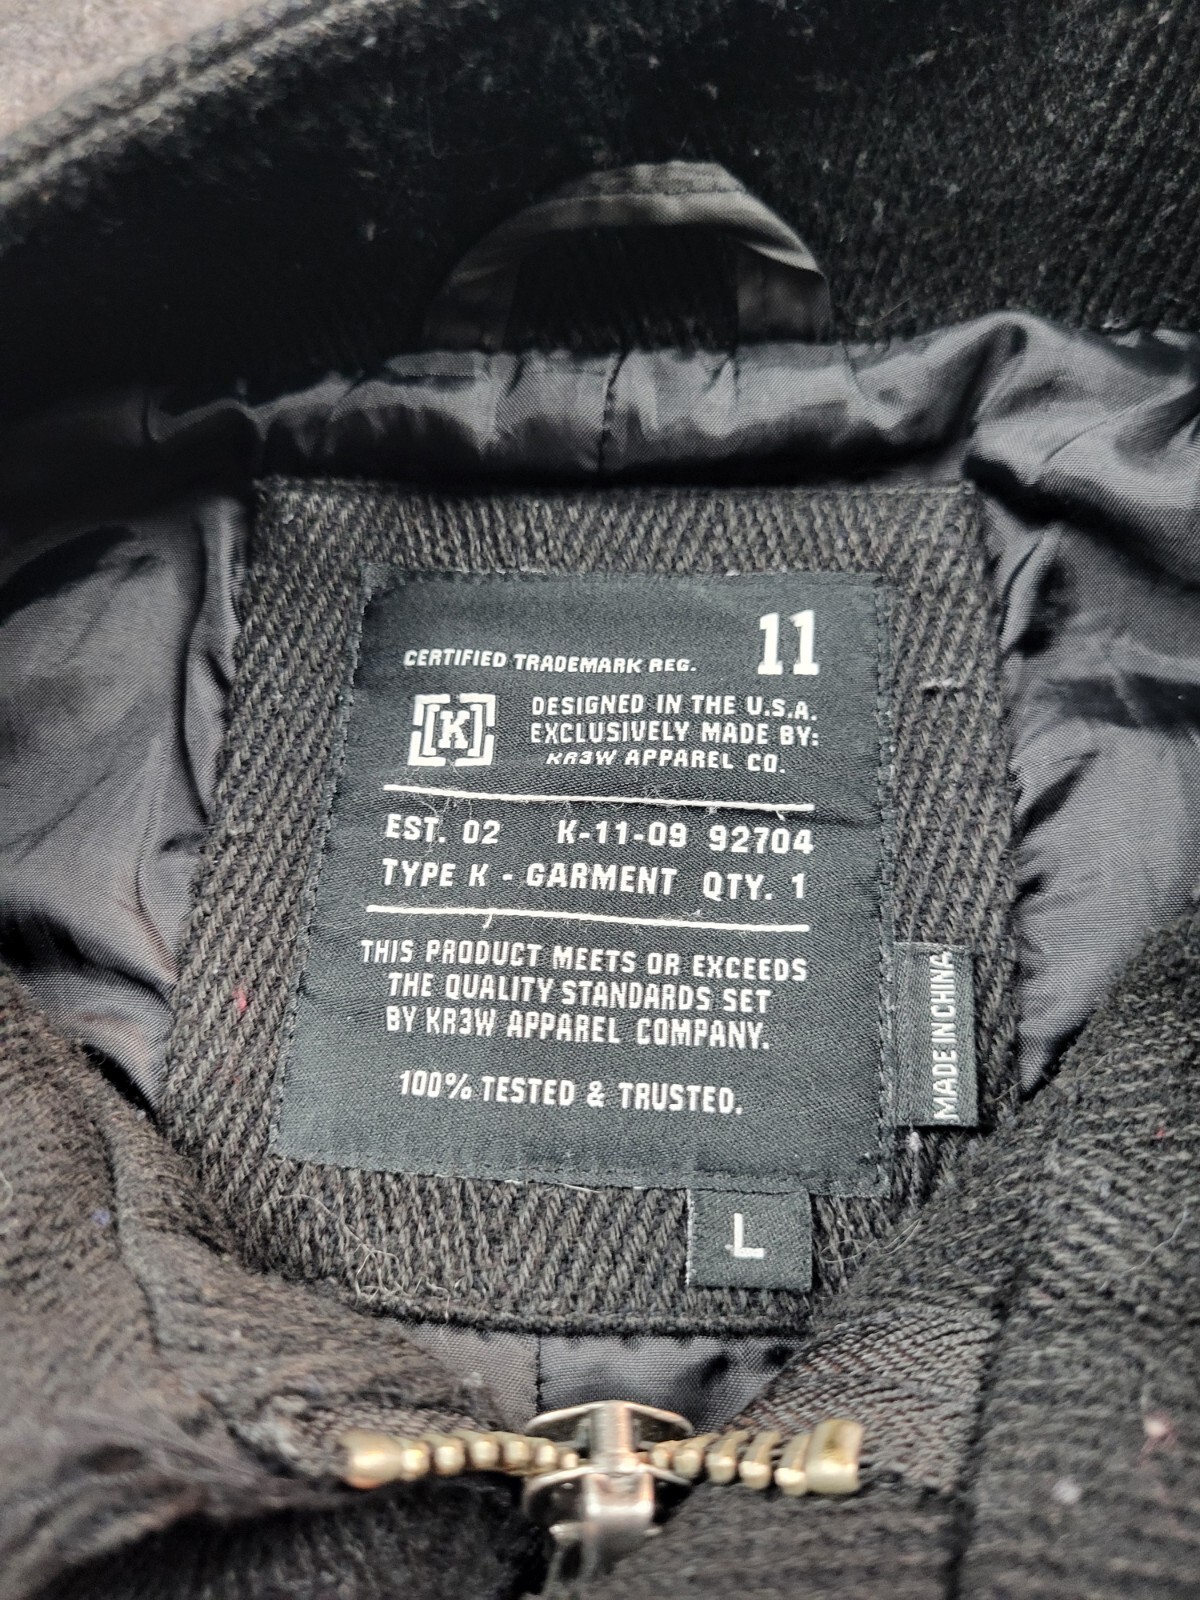 11
CERTIFIED TRADEMARK REG.
[K]
DESIGNED IN THE U.S.A.
EXCLUSIVELY MADE BY:
KR3W APPAREL CO.
EST. 02 K-11-09 92704
TYPE K - GARMENT QTY. 1
THIS PRODUCT MEETS OR EXCEEDS
THE QUALITY STANDARDS SET
BY KR3W APPAREL COMPANY.
100% TESTED & TRUSTED.
MADE IN CHINA
L